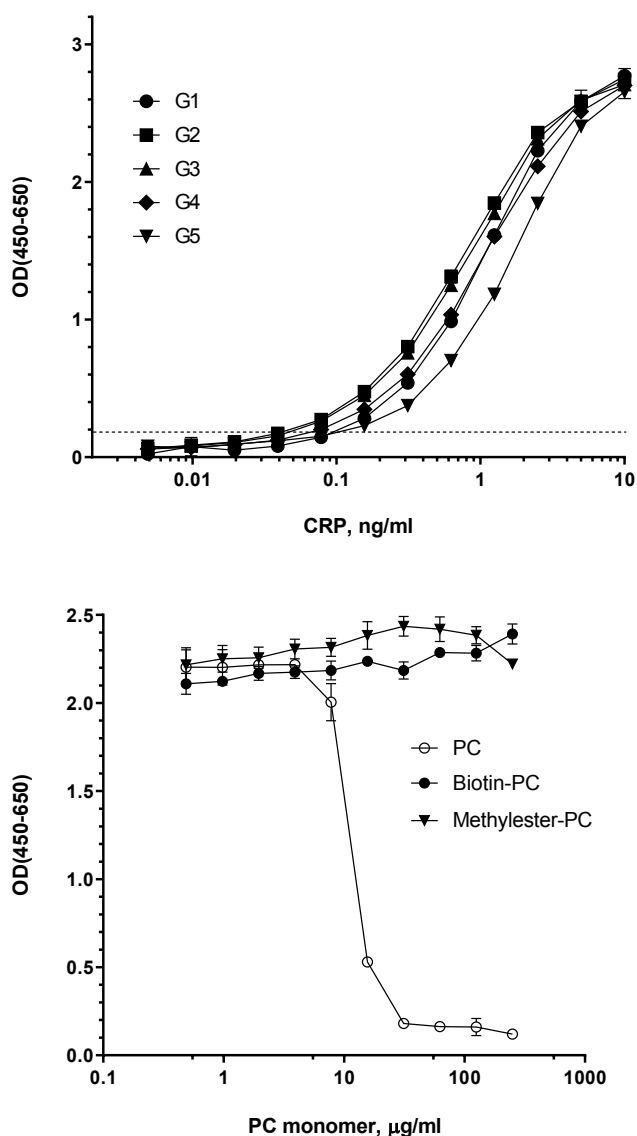 3
G1
G2
G3
G4
G5
2
1
0
OD(450-650)
0.01
0.1
1
10
CRP, ng/ml
2.5
2.0
1.5
1.0
0.5
0.0
OD(450-650)
PC
Biotin-PC
Methylester-PC
0.1
1
10
100
1000
PC monomer, μg/ml